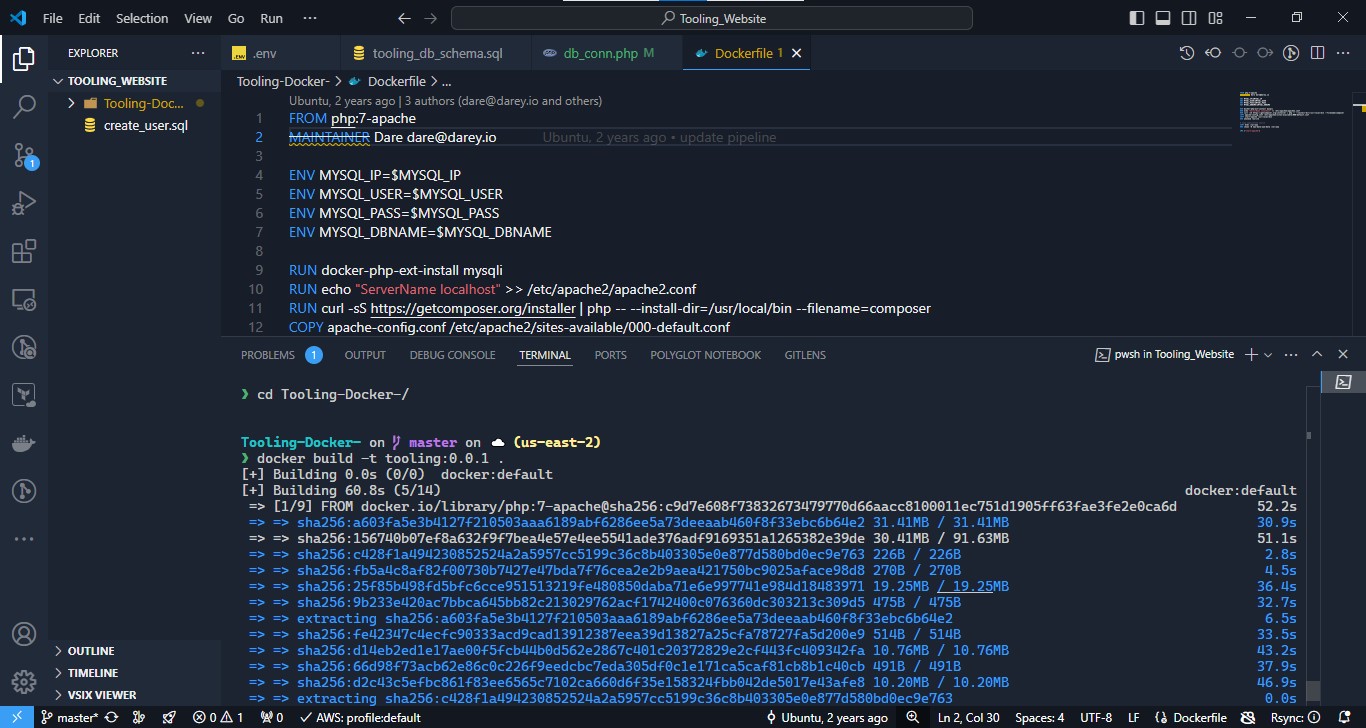 File Edit Selection View Go Run ··· Tooling_Website
EXPLORER ···
.env tooling_db_schema.sql db_conn.php M Dockerfile 1
TOOLING_WEBSITE
Tooling-Doc...
create_user.sql
Tooling-Docker- > Dockerfile > ...
Ubuntu, 2 years ago | 3 authors (dare@darey.io and others)
1 FROM php:7-apache
2 MAINTAINER Dare dare@darey.io Ubuntu, 2 years ago • update pipeline
3
4 ENV MYSQL_IP=$MYSQL_IP
5 ENV MYSQL_USER=$MYSQL_USER
6 ENV MYSQL_PASS=$MYSQL_PASS
7 ENV MYSQL_DBNAME=$MYSQL_DBNAME
8
9 RUN docker-php-ext-install mysqli
10 RUN echo "ServerName localhost" >> /etc/apache2/apache2.conf
11 RUN curl -sS https://getcomposer.org/installer | php -- --install-dir=/usr/local/bin --filename=composer
12 COPY apache-config.conf /etc/apache2/sites-available/000-default.conf
PROBLEMS 1 OUTPUT DEBUG CONSOLE TERMINAL PORTS POLYGLOT NOTEBOOK GITLENS pwsh in Tooling_Website
❯ cd Tooling-Docker-/
Tooling-Docker- on master on (us-east-2)
❯ docker build -t tooling:0.0.1 .
[+] Building 0.0s (0/0) docker:default
[+] Building 60.8s (5/14) docker:default
=> [1/9] FROM docker.io/library/php:7-apache@sha256:c9d7e608f73832673479770d66aacc8100011ec751d1905ff63fae3fe2e0ca6d 52.2s
=> => sha256:a603fa5e3b4127f210503aaa6189abf6286ee5a73deeaab460f8f33ebc6b64e2 31.41MB / 31.41MB 30.9s
=> => sha256:156740b07ef8a632f9f7bea4e57e4ee5541ade376adf9169351a1265382e39de 30.41MB / 91.63MB 51.1s
=> => sha256:c428f1a494230852524a2a5957cc5199c36c8b403305e0e877d580bd0ec9e763 226B / 226B 2.8s
=> => sha256:fb5a4c8af82f00730b7427e47bda7f76cea2e2b9aea421750bc9025aface98d8 270B / 270B 4.5s
=> => sha256:25f85b498fd5bfc6cce951513219fe480850daba71e6e997741e984d18483971 19.25MB / 19.25MB 36.4s
=> => sha256:9b233e420ac7bbca645bb82c213029762acf1742400c076360dc303213c309d5 475B / 475B 32.7s
=> => extracting sha256:a603fa5e3b4127f210503aaa6189abf6286ee5a73deeaab460f8f33ebc6b64e2 6.5s
=> => sha256:fe42347c4ecfc90333acd9cad13912387eea39d13827a25cfa78727fa5d200e9 514B / 514B 33.5s
=> => sha256:d14eb2ed1e17ae00f5fcb44b0d562e2867c401c20372829e2cf443fc409342fa 10.76MB / 10.76MB 43.2s
=> => sha256:66d98f73acb62e86c0c226f9eedcbc7eda305df0c1e171ca5caf81cb8b1c40cb 491B / 491B 37.9s
=> => sha256:d2c43c5efbc861f83ee6565c7102ca660d6f35e158324fbb042de5017e43afe8 10.20MB / 10.20MB 46.9s
=> => extracting sha256:c428f1a494230852524a2a5957cc5199c36c8b403305e0e877d580bd0ec9e763 0.0s
OUTLINE
TIMELINE
VSIX VIEWER
master* 0 1 0 AWS: profile:default Ubuntu, 2 years ago Ln 2, Col 30 Spaces: 4 UTF-8 LF Dockerfile Rsync: